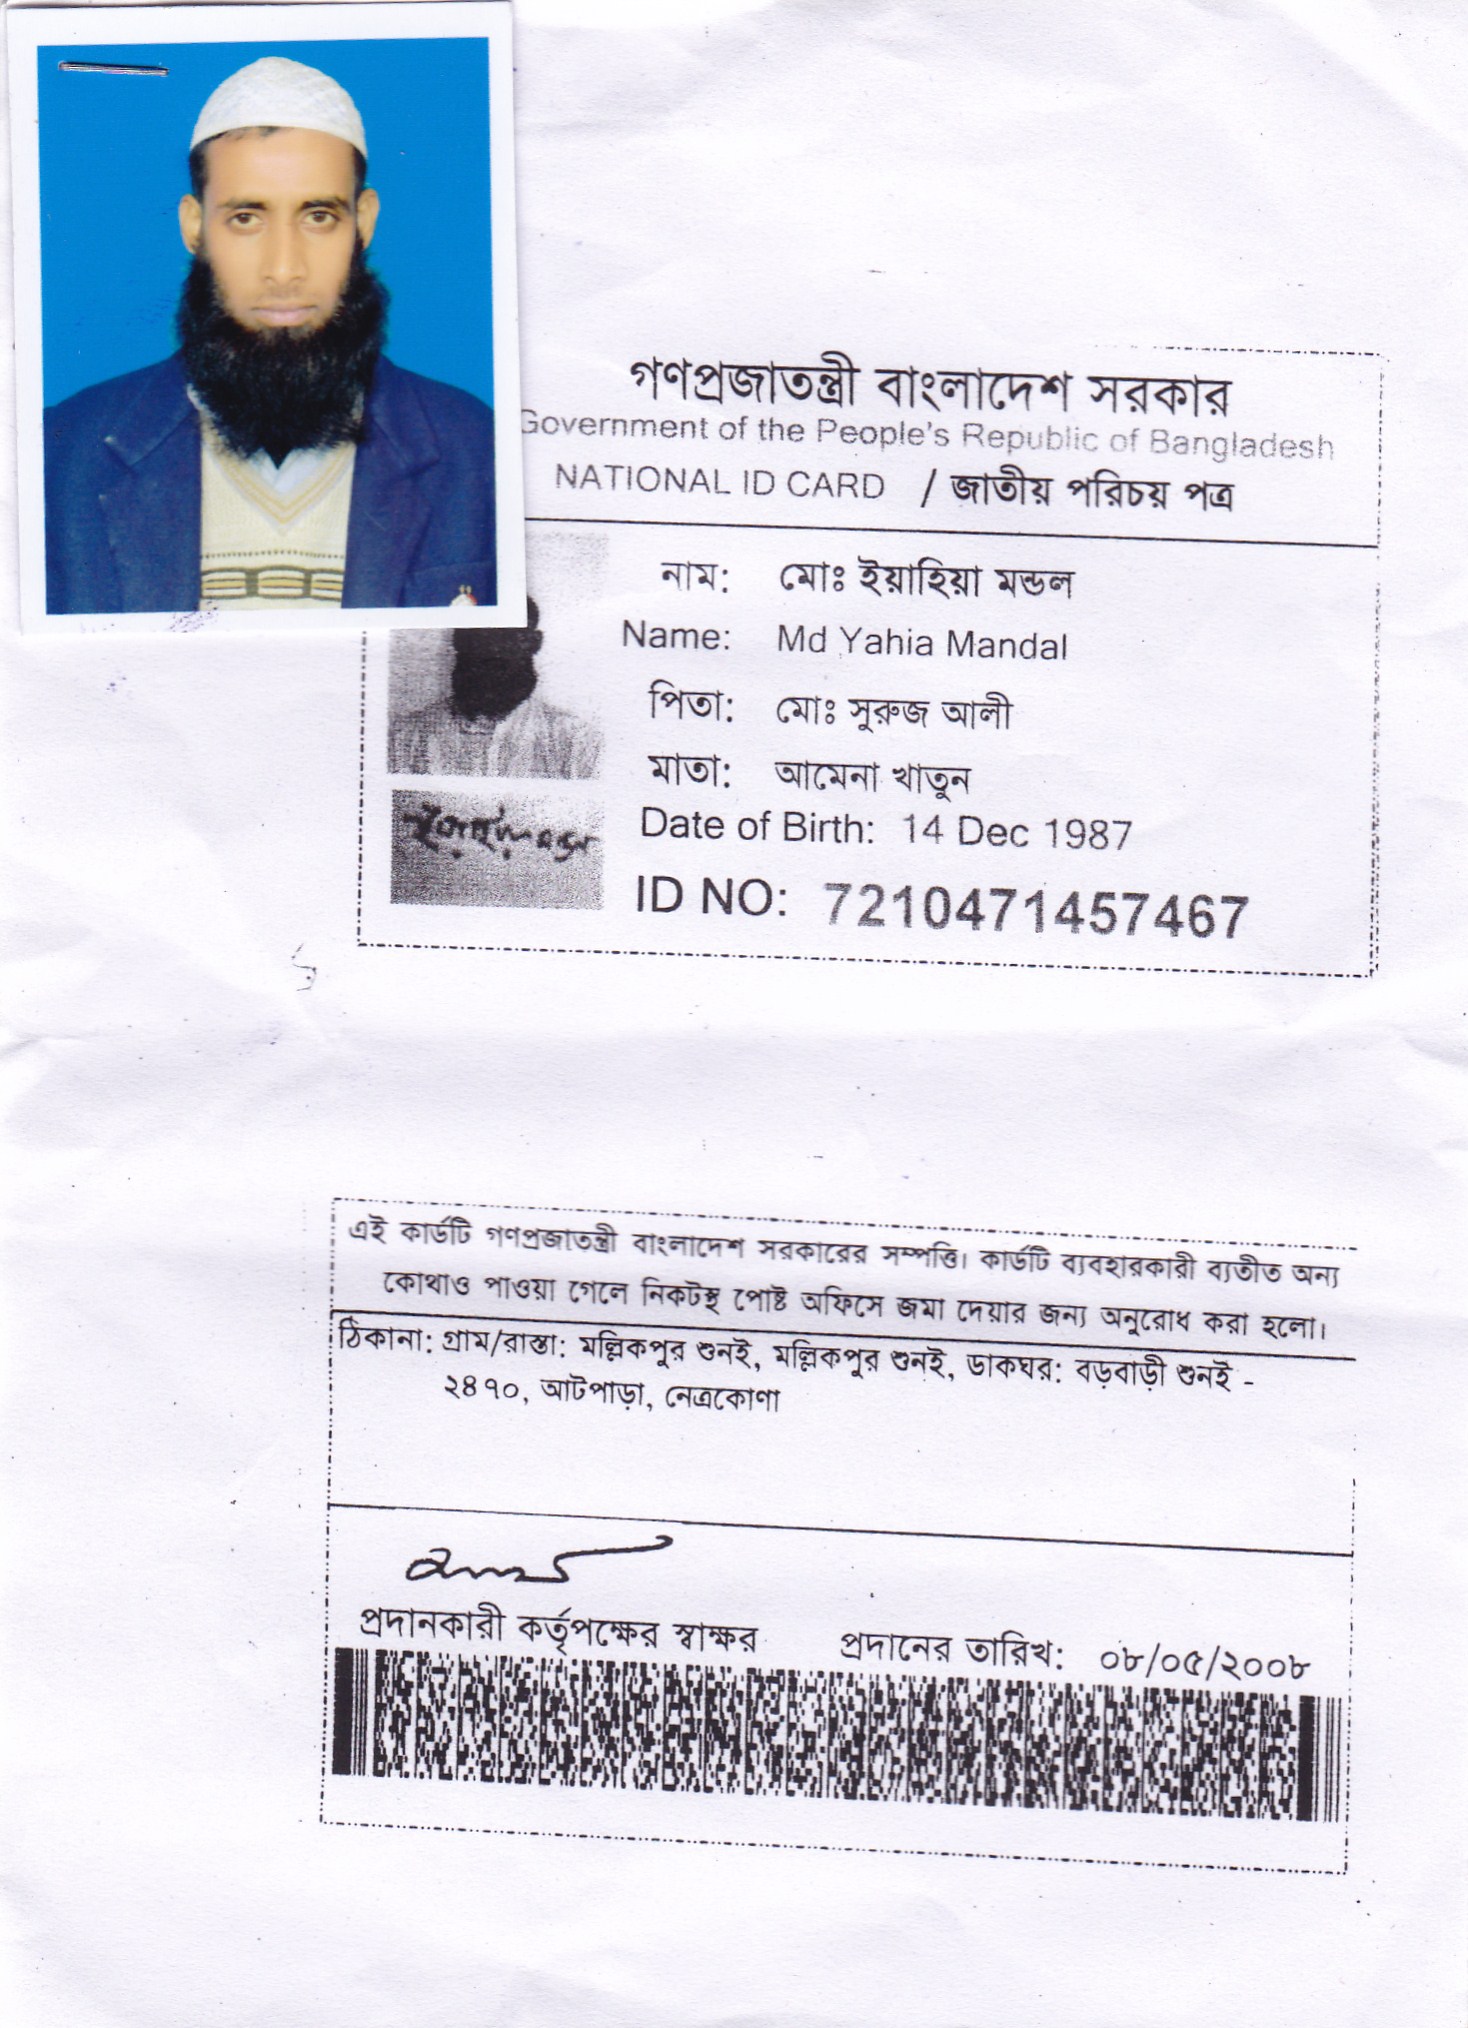 গণপ্রজাতন্ত্রী বাংলাদেশ সরকার
Government of the People's Republic of Bangladesh
NATIONAL ID CARD / জাতীয় পরিচয় পত্র
নাম: মোঃ ইয়াহিয়া মন্ডল
Name: Md Yahia Mandal
পিতা: মোঃ সুরুজ আলী
মাতা: আমেনা খাতুন
Date of Birth: 14 Dec 1987
ID NO: 7210471457467
এই কার্ডটি গণপ্রজাতন্ত্রী বাংলাদেশ সরকারের সম্পত্তি। কার্ডটি ব্যবহারকারী ব্যতীত অন্য
কোথাও পাওয়া গেলে নিকটস্থ পোষ্ট অফিসে জমা দেয়ার জন্য অনুরোধ করা হলো।
ঠিকানা: গ্রাম/রাস্তা: মল্লিকপুর শুনই, মল্লিকপুর শুনই, ডাকঘর: বড়বাড়ী শুনই -
২৪৭০, আটপাড়া, নেত্রকোণা
প্রদানকারী কর্তৃপক্ষের স্বাক্ষর প্রদানের তারিখ: ০৮/০৫/২০০৮